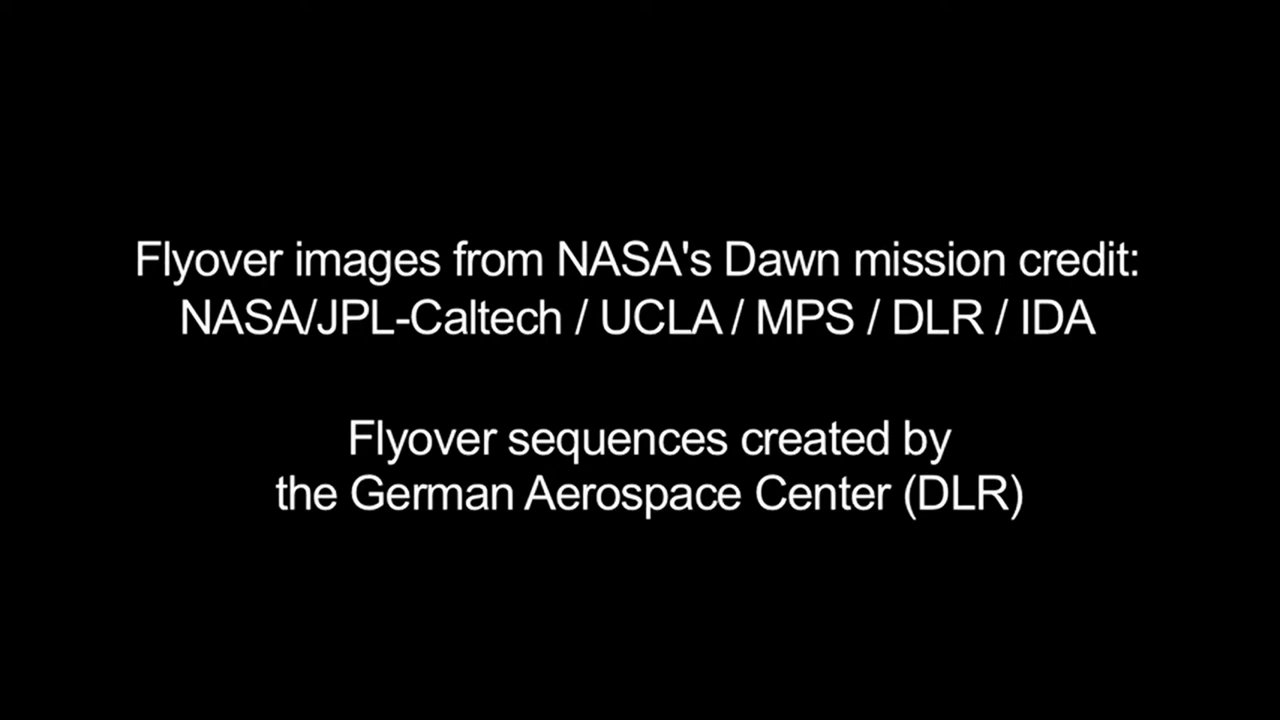 Flyover images from NASA's Dawn mission credit:
NASA/JPL-Caltech / UCLA / MPS / DLR / IDA
Flyover sequences created by
the German Aerospace Center (DLR)